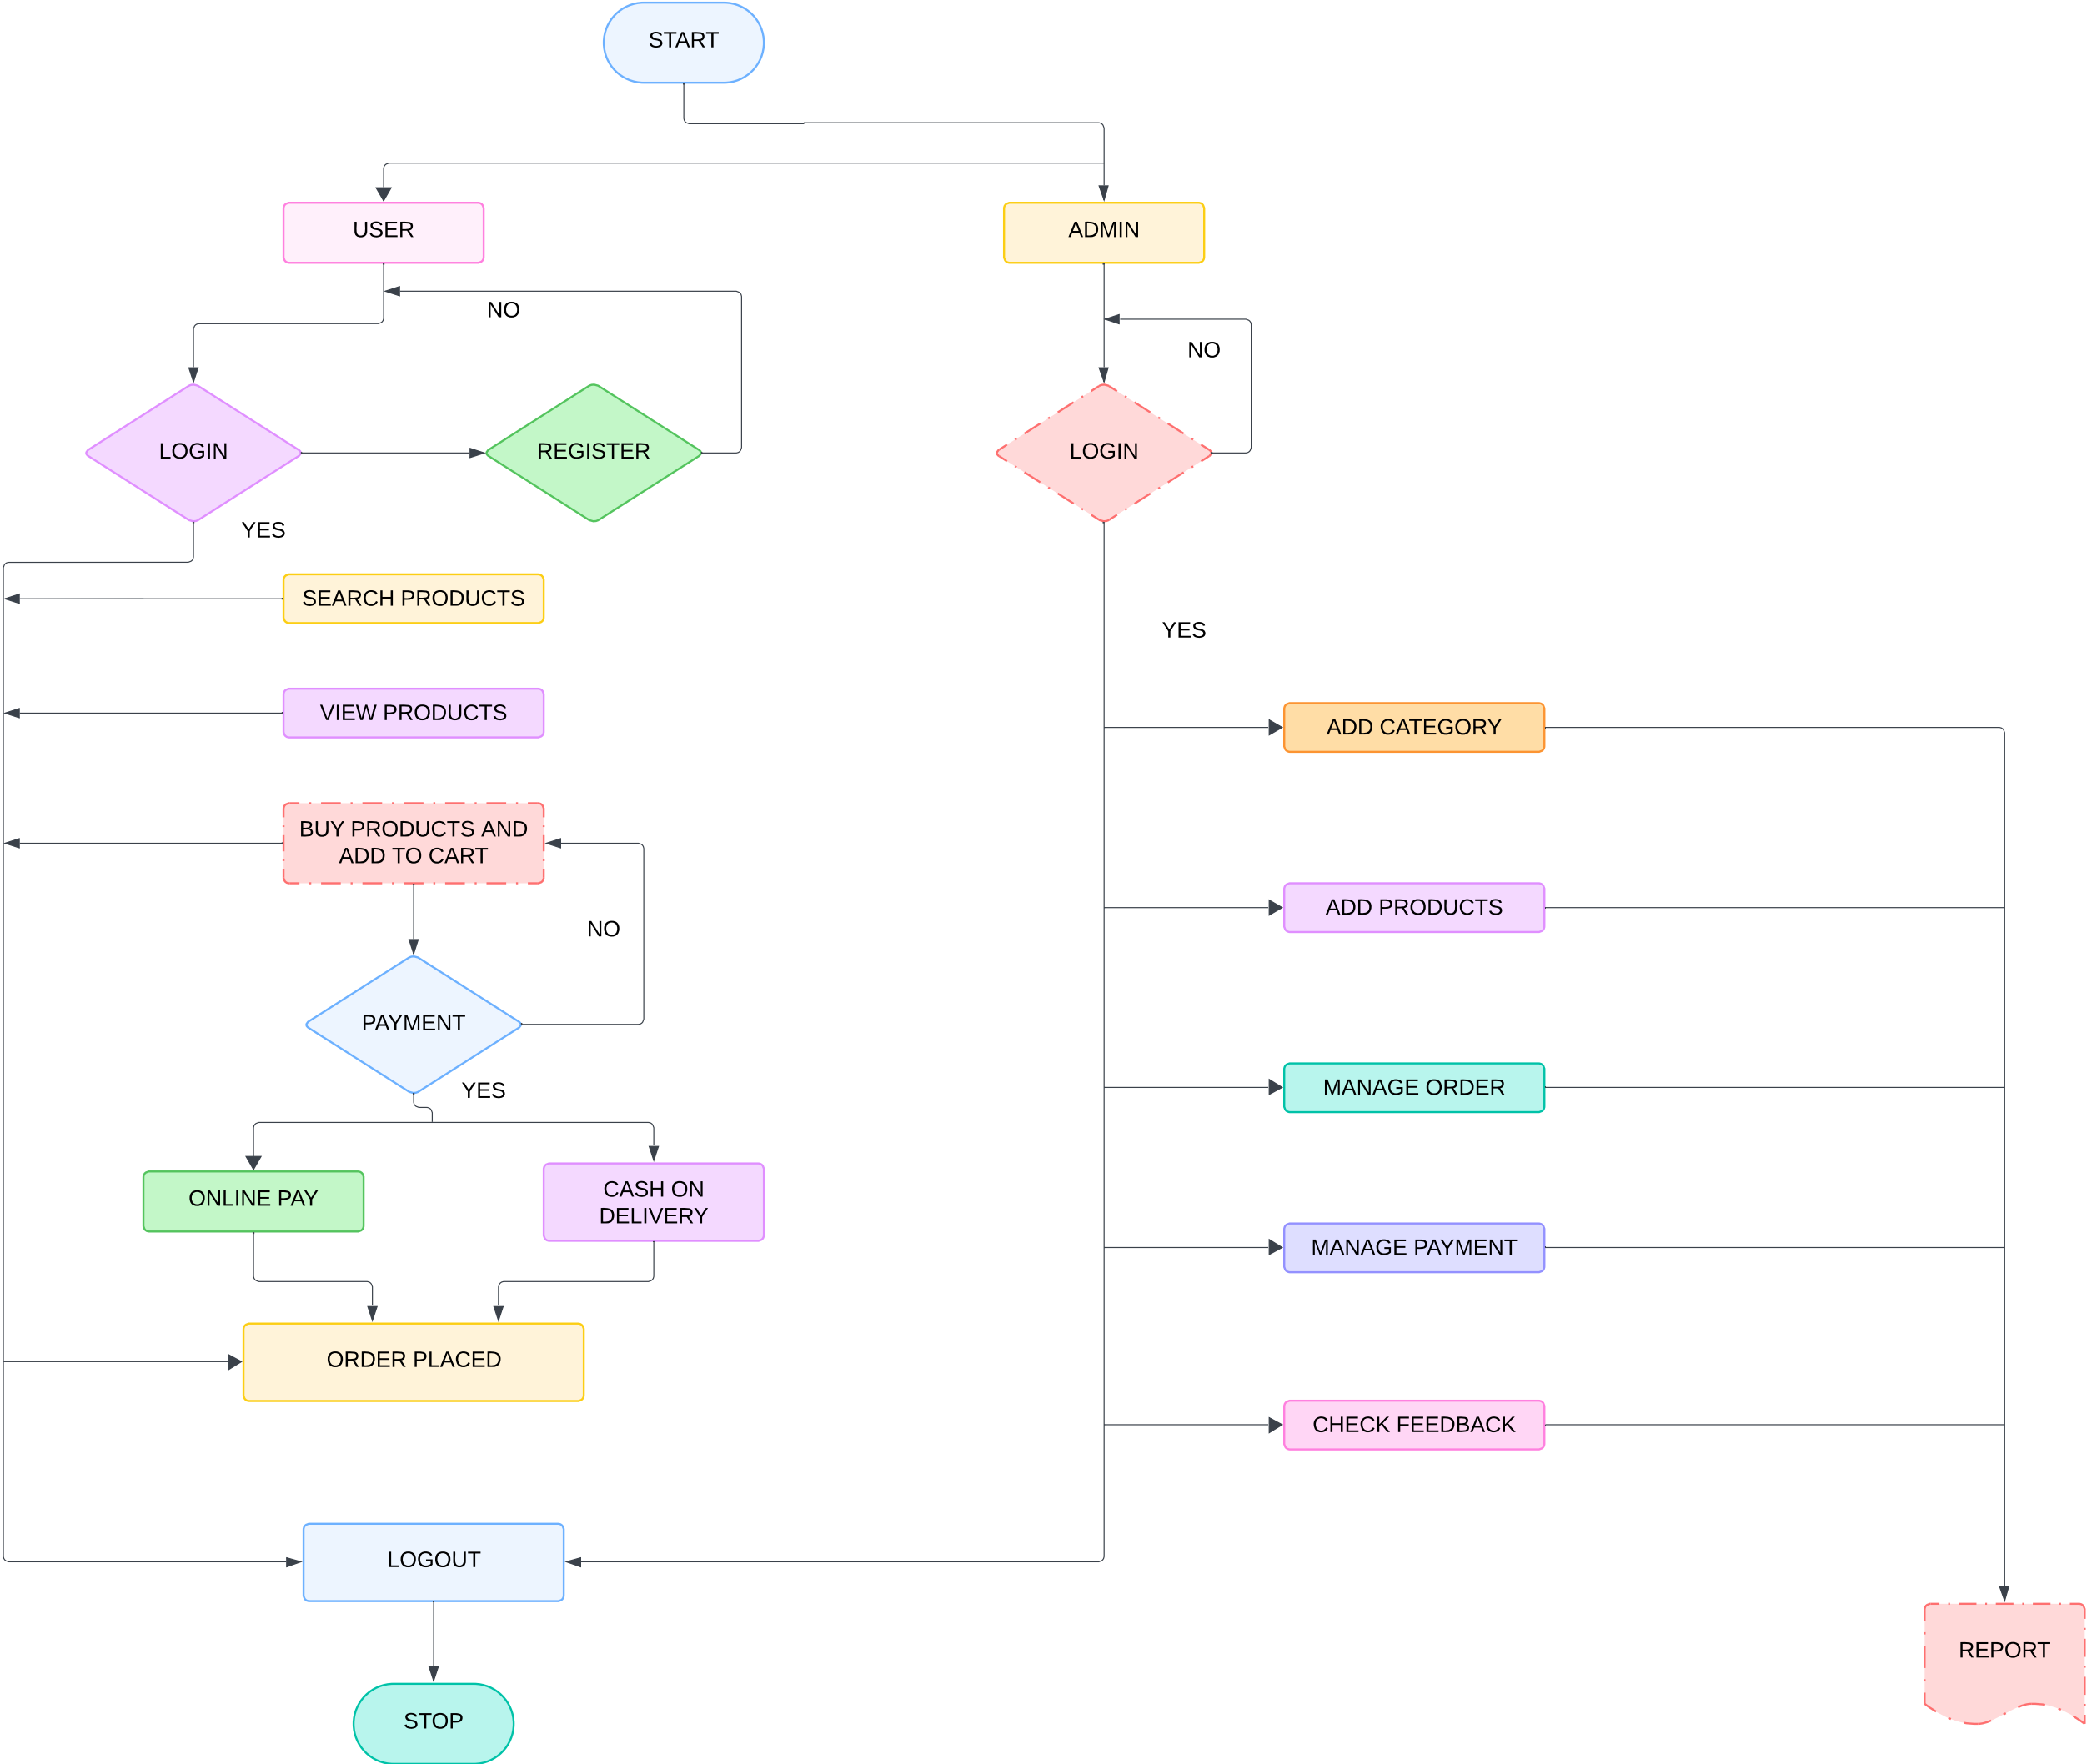 START
USER
ADMIN
NO
NO
LOGIN
REGISTER
LOGIN
YES
SEARCH PRODUCTS
YES
VIEW PRODUCTS
ADD CATEGORY
BUY PRODUCTS AND
ADD TO CART
ADD PRODUCTS
NO
PAYMENT
YES
MANAGE ORDER
ONLINE PAY
CASH ON
DELIVERY
MANAGE PAYMENT
ORDER PLACED
CHECK FEEDBACK
LOGOUT
REPORT
STOP